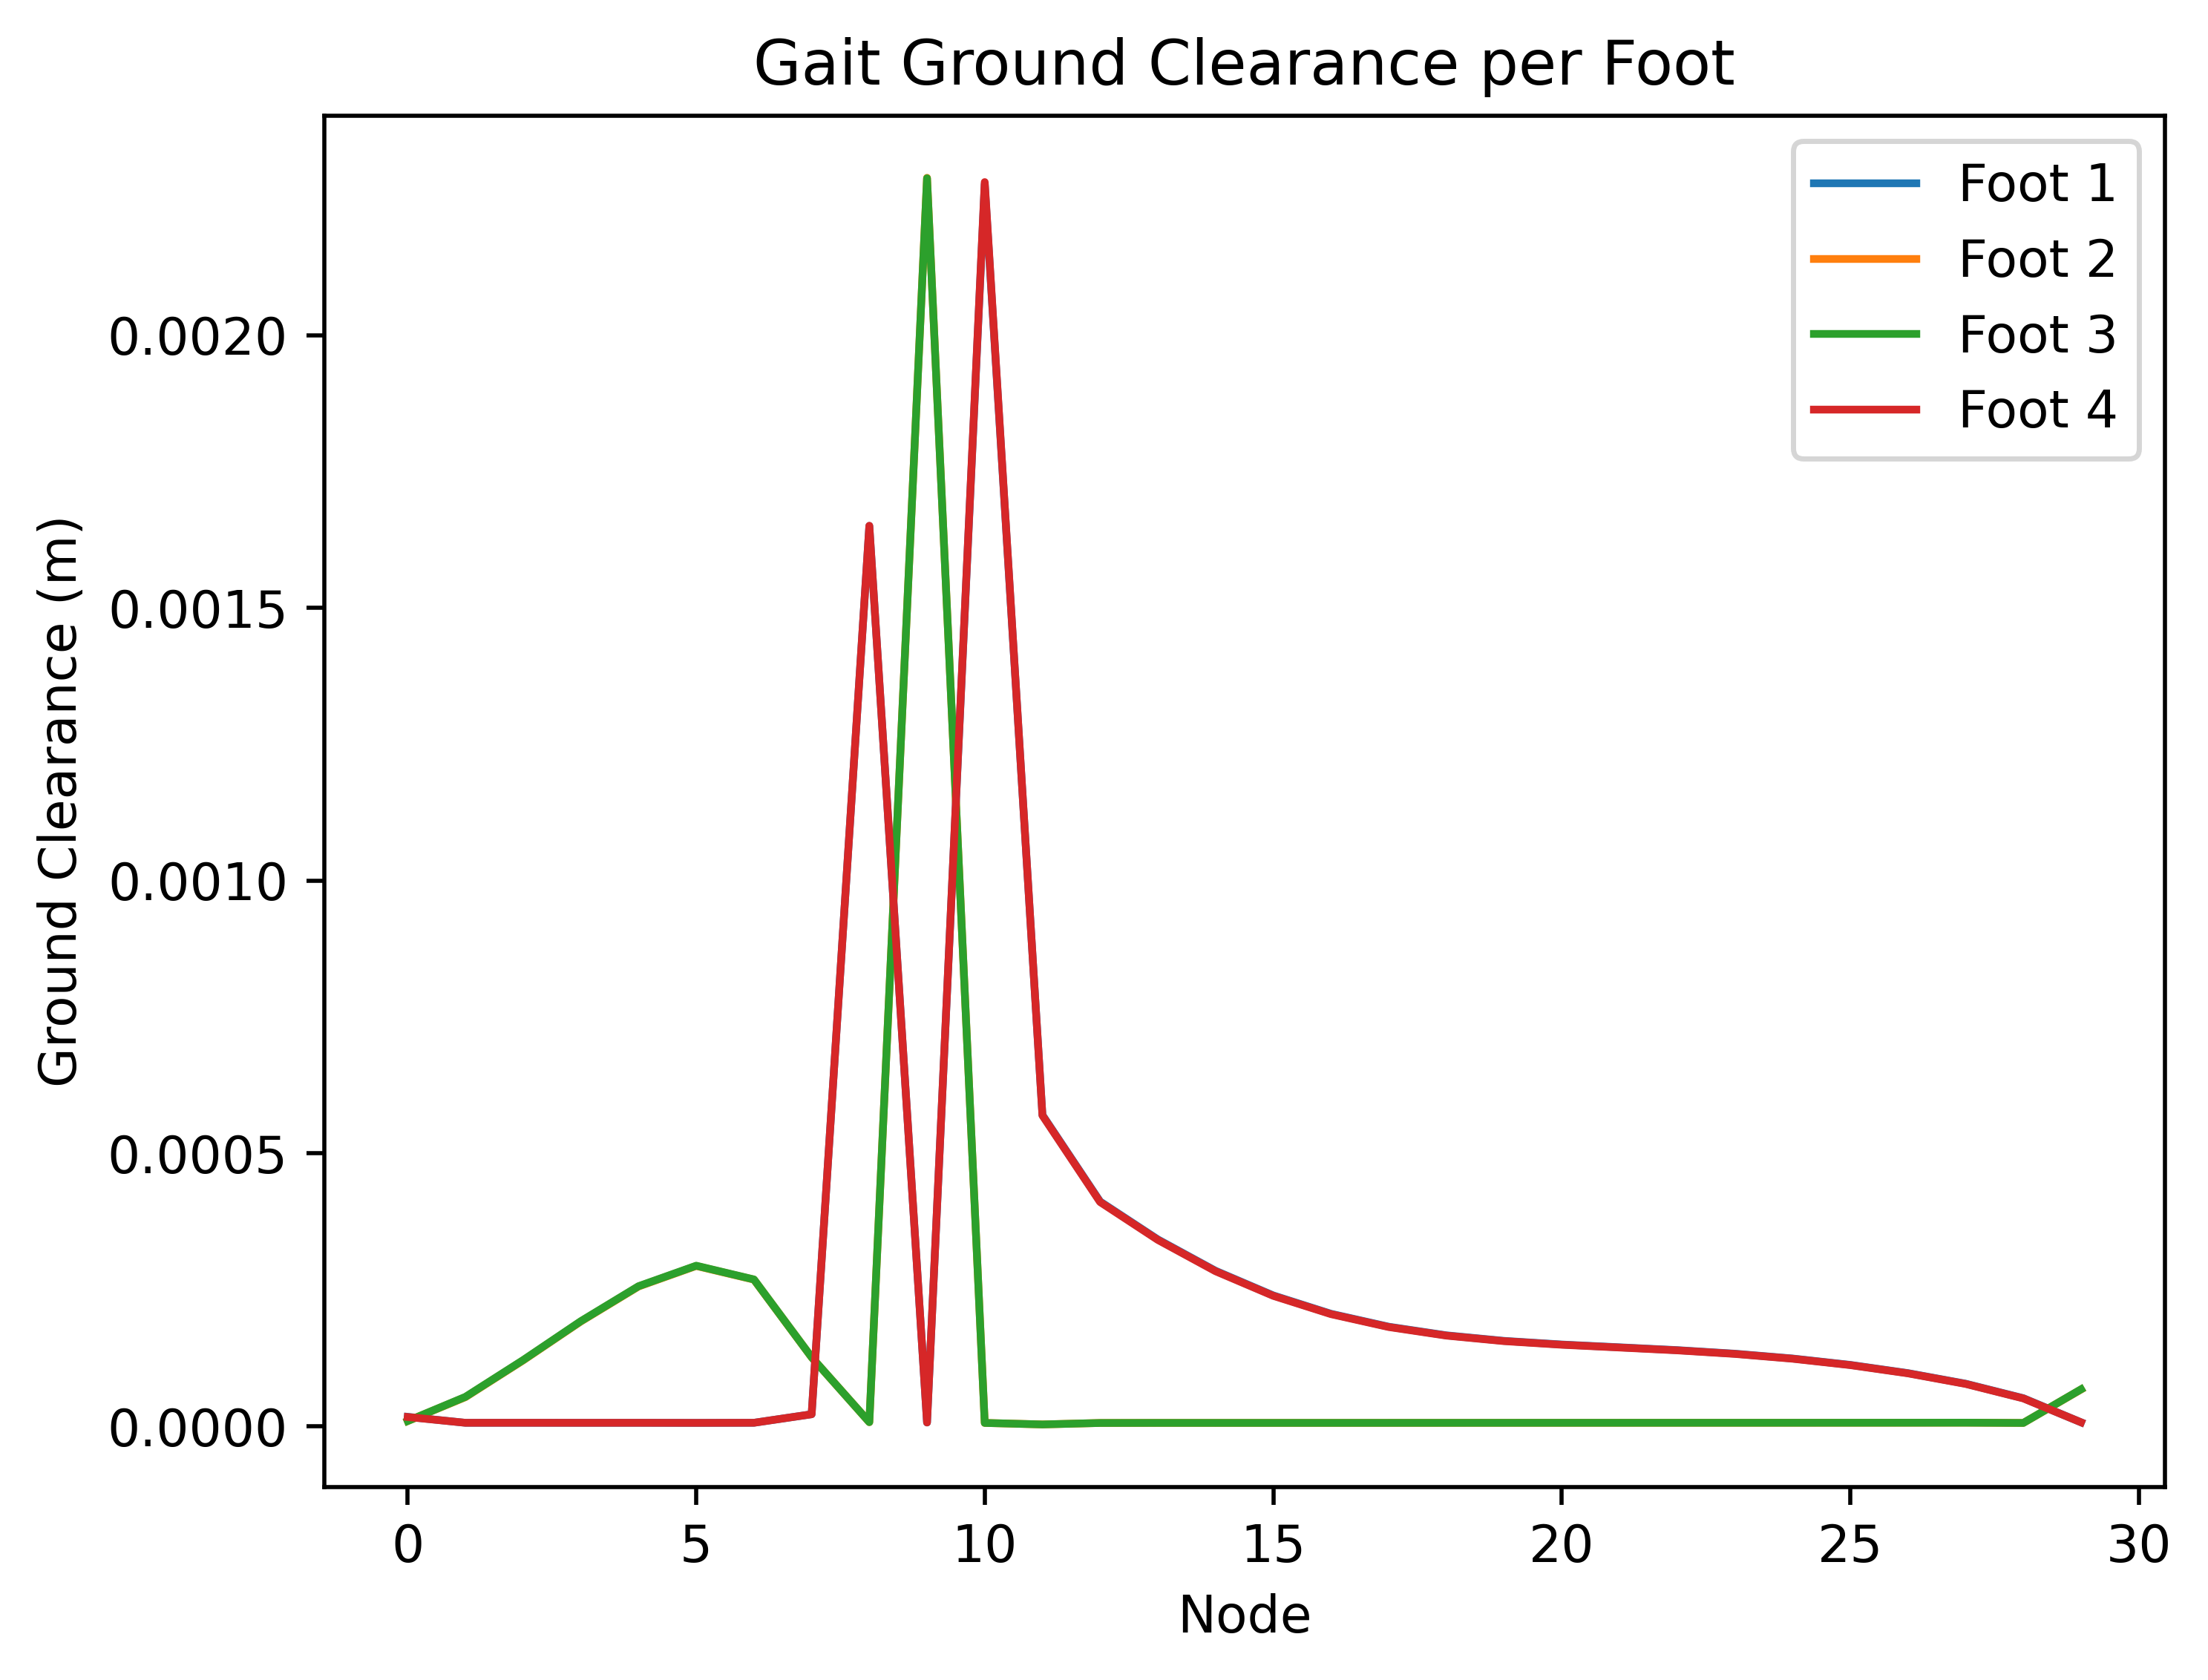 Gait Ground Clearance per Foot
Foot 1
Foot 2
Foot 3
Foot 4
Ground Clearance (m)
0.0020
0.0015
0.0010
0.0005
0.0000
0 5 10 15 20 25 30
Node